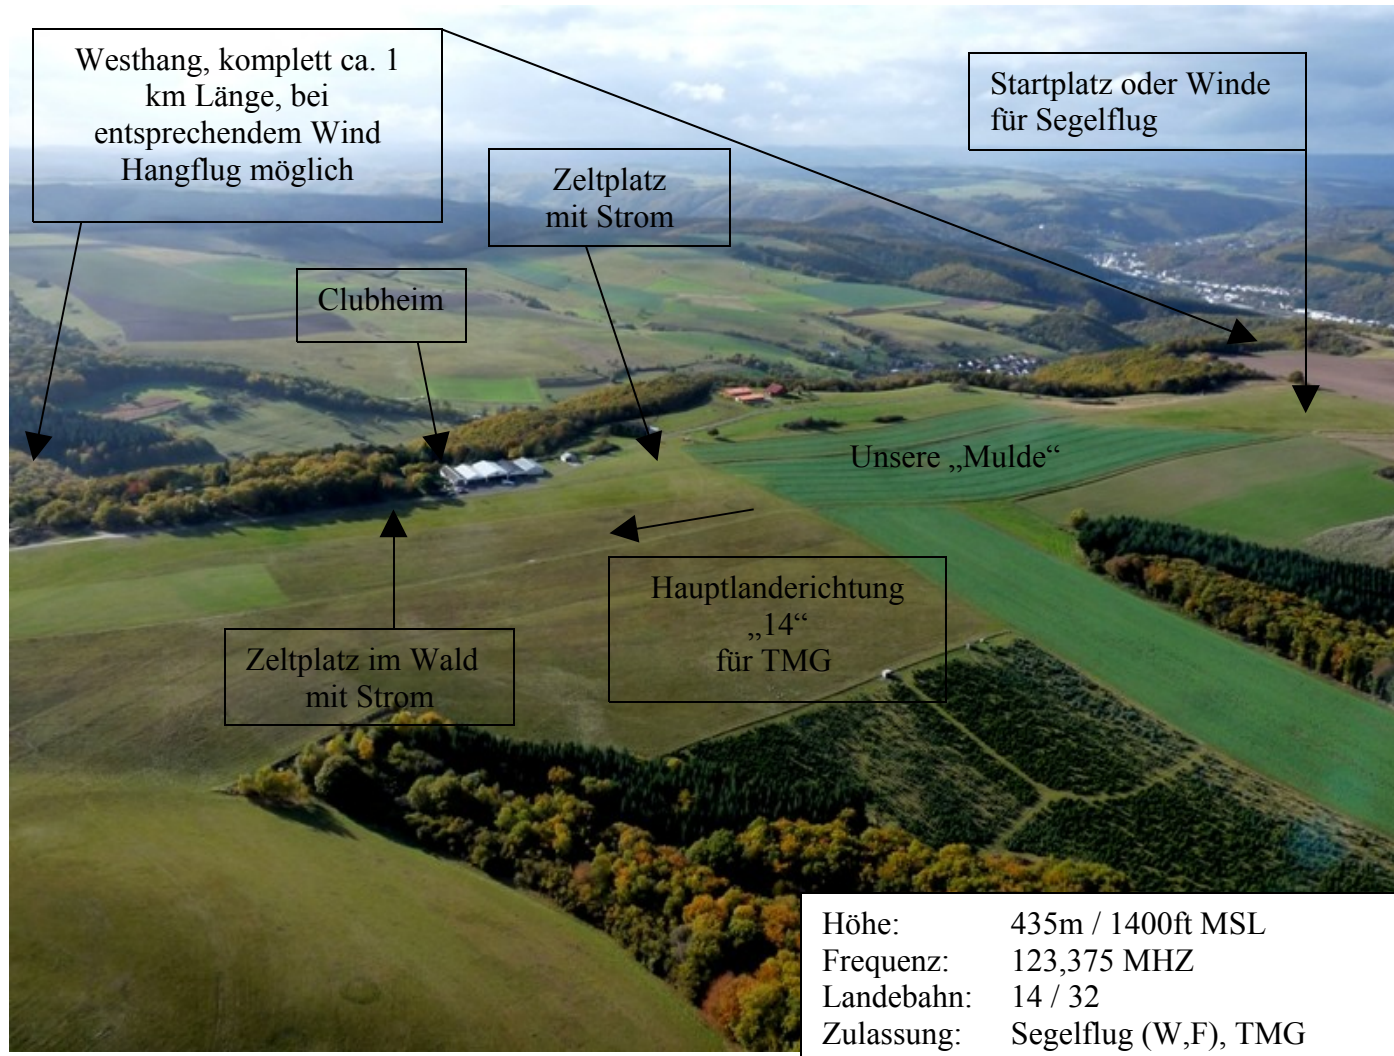 Westhang, komplett ca. 1
km Länge, bei
entsprechendem Wind
Hangflug möglich
Startplatz oder Winde
für Segelflug
Zeltplatz
mit Strom
Clubheim
Unsere „Mulde“
Hauptlanderichtung
„14“
für TMG
Zeltplatz im Wald
mit Strom
Höhe: 435m / 1400ft MSL
Frequenz: 123,375 MHZ
Landebahn: 14 / 32
Zulassung: Segelflug (W,F), TMG